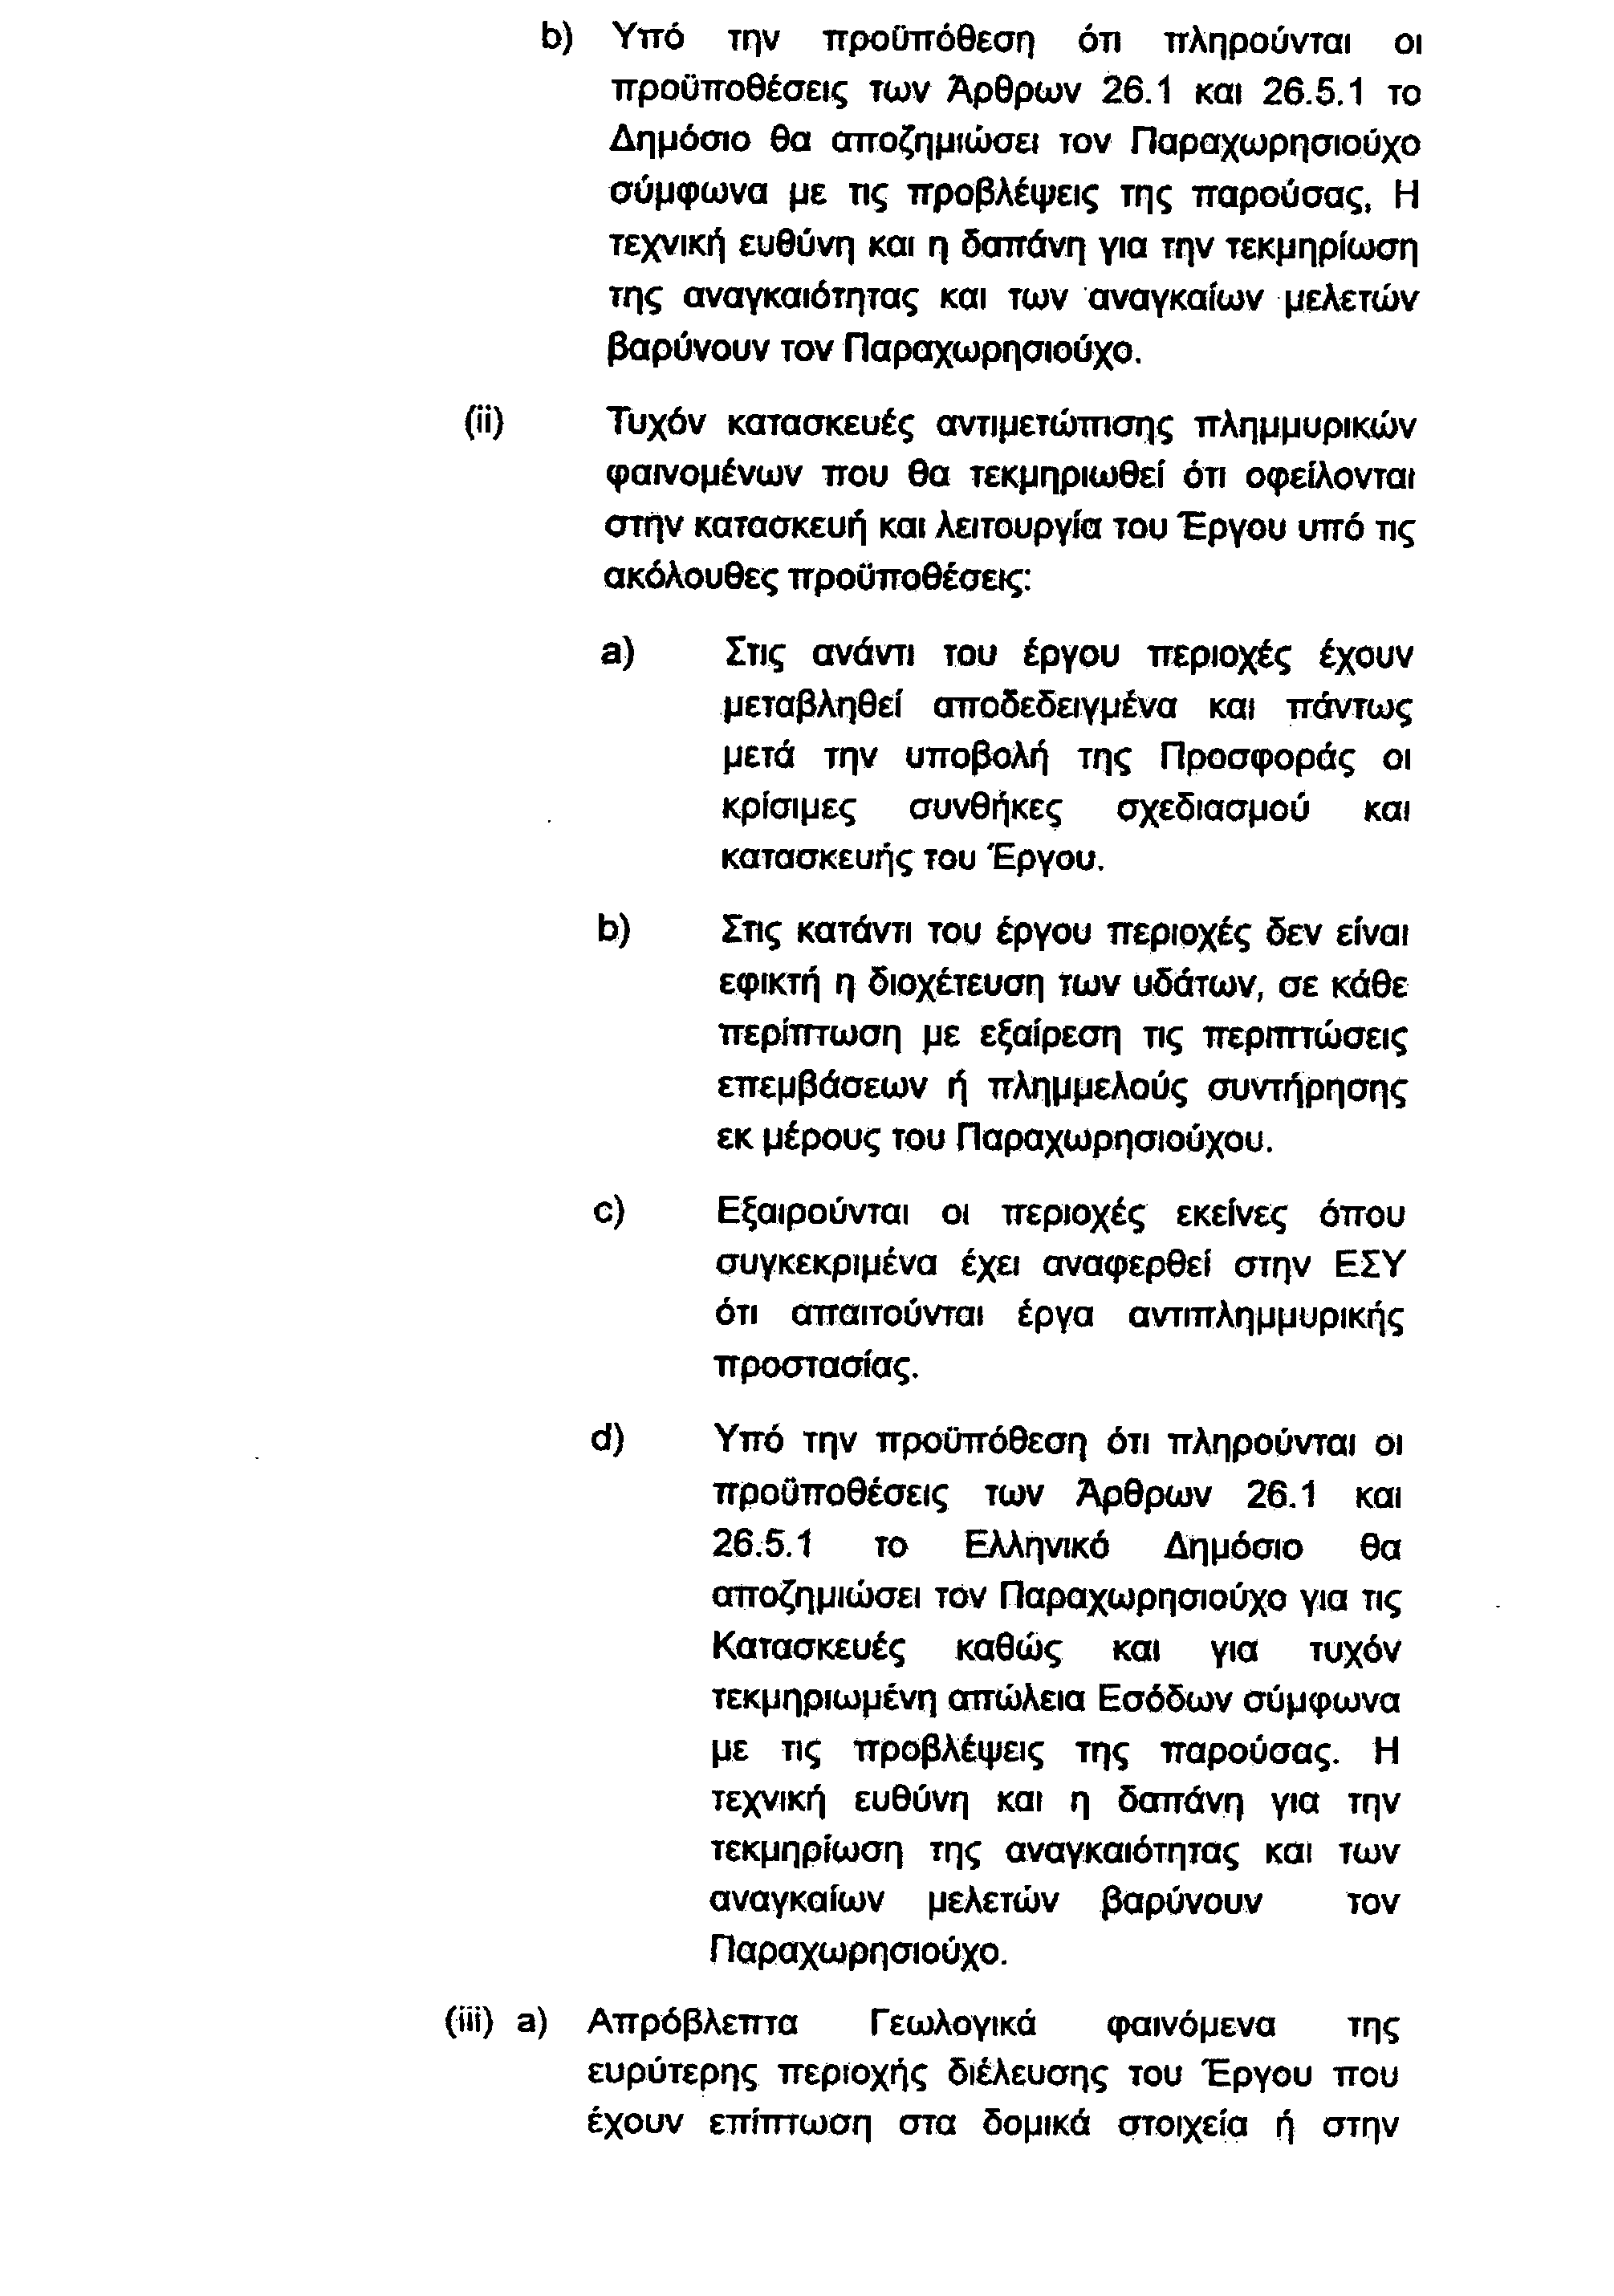 b) Υπό την προϋπόθεση ότι πληρούνται οι
προϋποθέσεις των Άρθρων 26.1 και 26.5.1 το
Δημόσιο θα αποζημιώσει τον Παραχωρησιούχο
σύμφωνα με τις προβλέψεις της παρούσας, Η
τεχνική ευθύνη και η δαπάνη για την τεκμηρίωση
της αναγκαιότητας και των αναγκαίων μελετών
βαρύνουν τον Παραχωρησιούχο.
(ii) Τυχόν κατασκευές αντιμετώπισης πλημμυρικών
φαινομένων που θα τεκμηριωθεί ότι οφείλονται
στην κατασκευή και λειτουργία του Έργου υπό τις
ακόλουθες προϋποθέσεις:
a) Στις ανάντι του έργου περιοχές έχουν
μεταβληθεί αποδεδειγμένα και πάντως
μετά την υποβολή της Προσφοράς οι
κρίσιμες συνθήκες σχεδιασμού και
κατασκευής του Έργου.
b) Στις κατάντι του έργου περιοχές δεν είναι
εφικτή η διοχέτευση των υδάτων, σε κάθε
περίπτωση με εξαίρεση τις περιπτώσεις
επεμβάσεων ή πλημμελούς συντήρησης
εκ μέρους του Παραχωρησιούχου.
c) Εξαιρούνται οι περιοχές εκείνες όπου
συγκεκριμένα έχει αναφερθεί στην ΕΣΥ
ότι απαιτούνται έργα αντιπλημμυρικής
προστασίας.
d) Υπό την προϋπόθεση ότι πληρούνται οι
προϋποθέσεις των Άρθρων 26.1 και
26.5.1 το Ελληνικό Δημόσιο θα
αποζημιώσει τον Παραχωρησιούχο για τις
Κατασκευές καθώς και για τυχόν
τεκμηριωμένη απώλεια Εσόδων σύμφωνα
με τις προβλέψεις της παρούσας. Η
τεχνική ευθύνη και η δαπάνη για την
τεκμηρίωση της αναγκαιότητας και των
αναγκαίων μελετών βαρύνουν τον
Παραχωρησιούχο.
(iii) a) Απρόβλεπτα Γεωλογικά φαινόμενα της
ευρύτερης περιοχής διέλευσης του Έργου που
έχουν επίπτωση στα δομικά στοιχεία ή στην